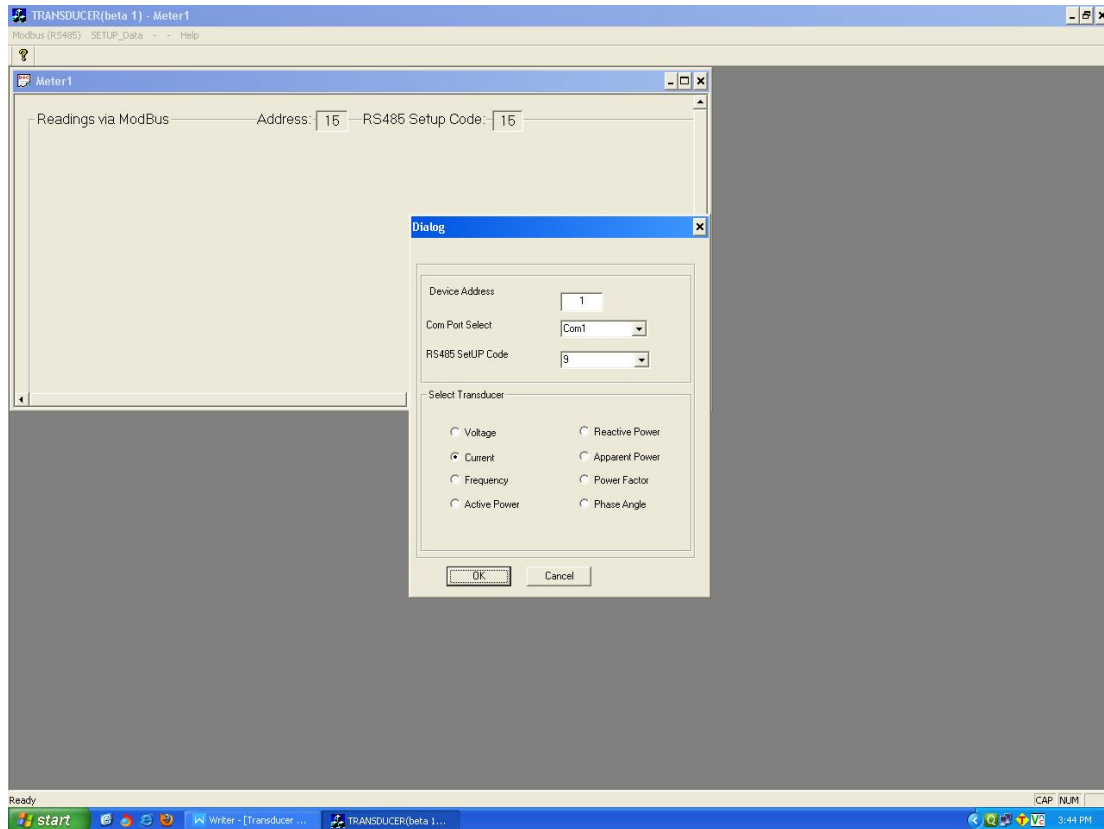 TRANSDUCER(beta 1) - Meter1
Modbus (RS485) SETUP_Data - - Help
Meter1
Readings via ModBus Address: 15 RS485 Setup Code: 15
Dialog
Device Address 1
Com Port Select Com1
RS485 SetUP Code 9
Select Transducer
Voltage Reactive Power
Current Apparent Power
Frequency Power Factor
Active Power Phase Angle
OK Cancel
Ready CAP NUM
start Writer - [Transducer ... TRANSDUCER(beta 1... 3:44 PM